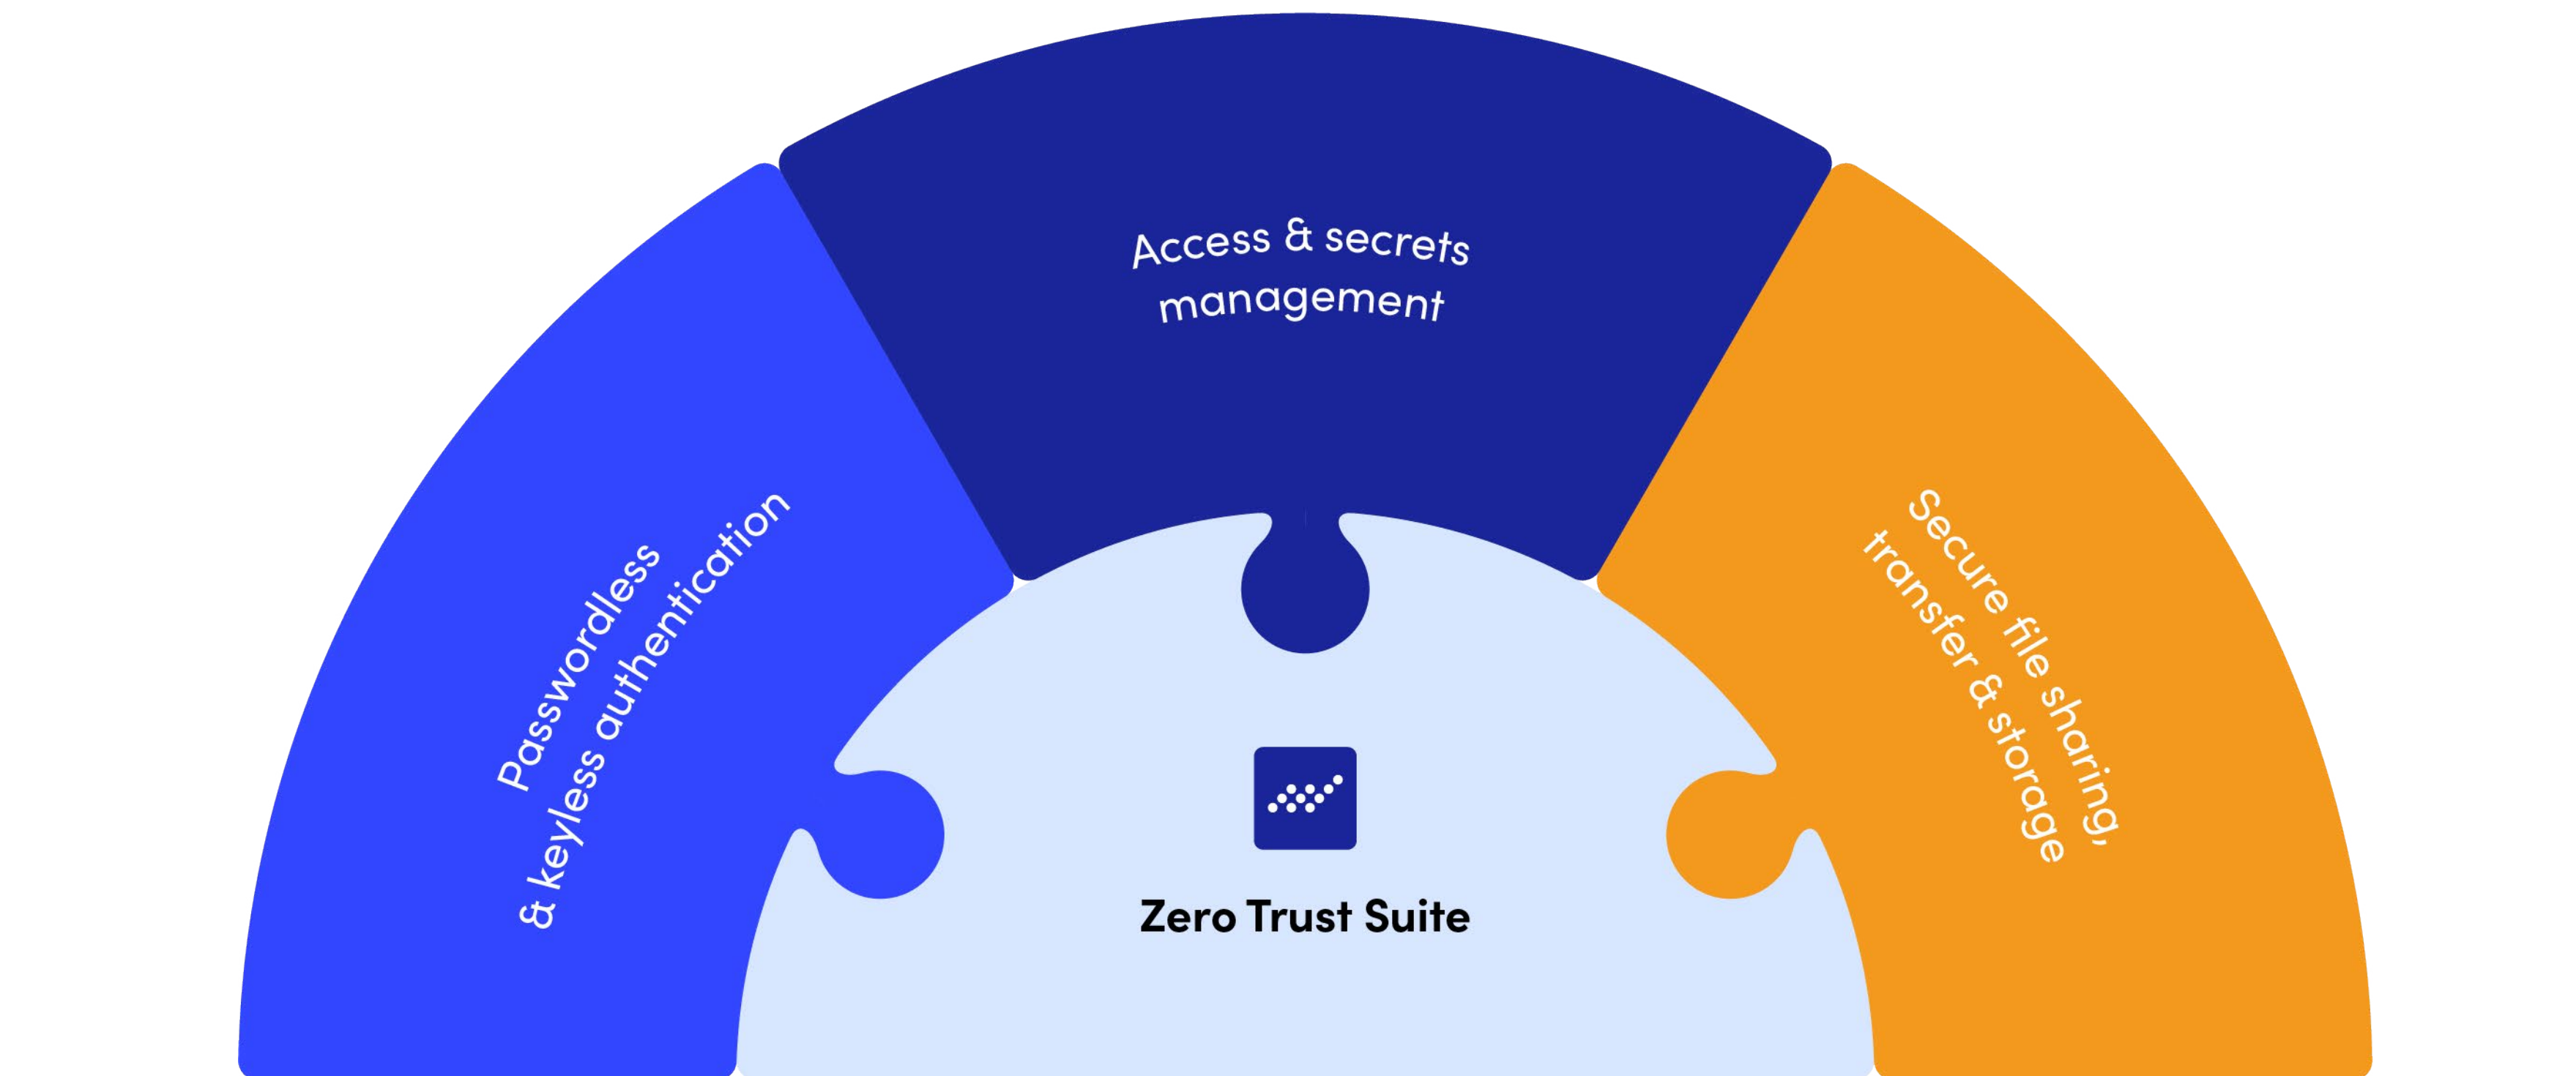 Access & secrets
management
Passwordless
& keyless authentication
Secure file sharing,
transfer & storage
Zero Trust Suite